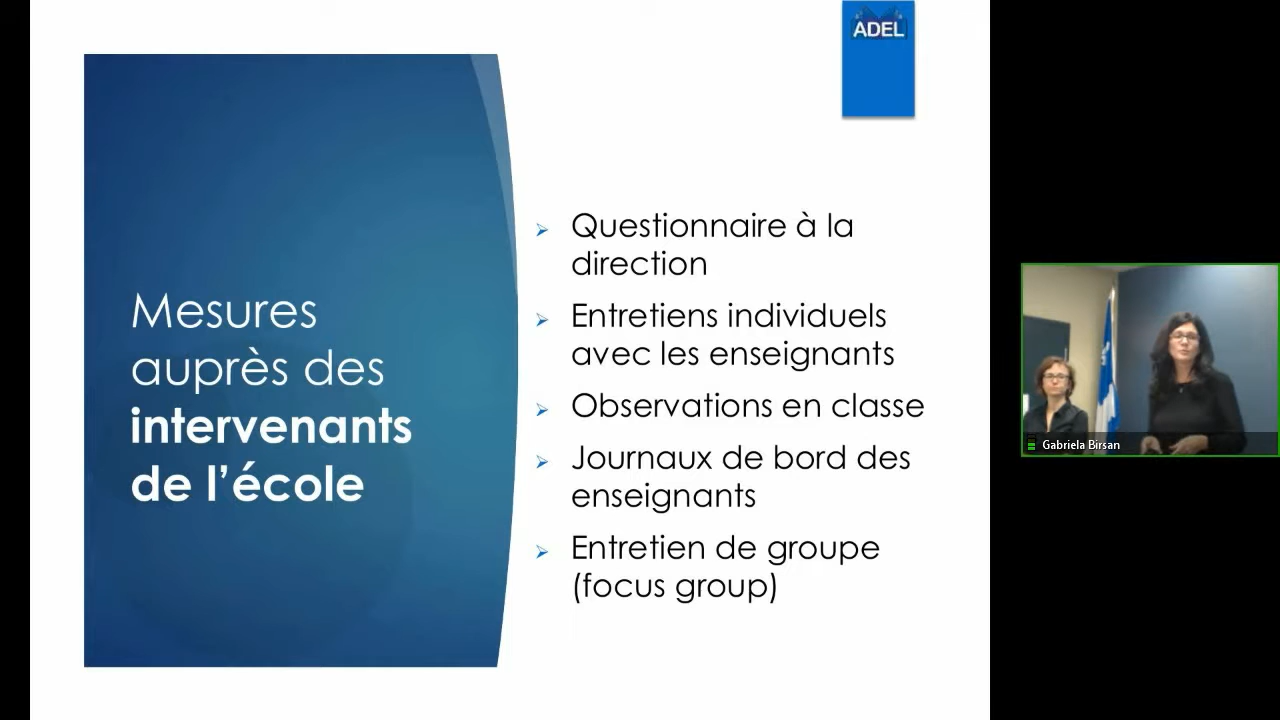 ADEL
Mesures
auprès des
intervenants
de l’école
Questionnaire à la
direction
Entretiens individuels
avec les enseignants
Observations en classe
Journaux de bord des
enseignants
Entretien de groupe
(focus group)
Gabriela Birsan